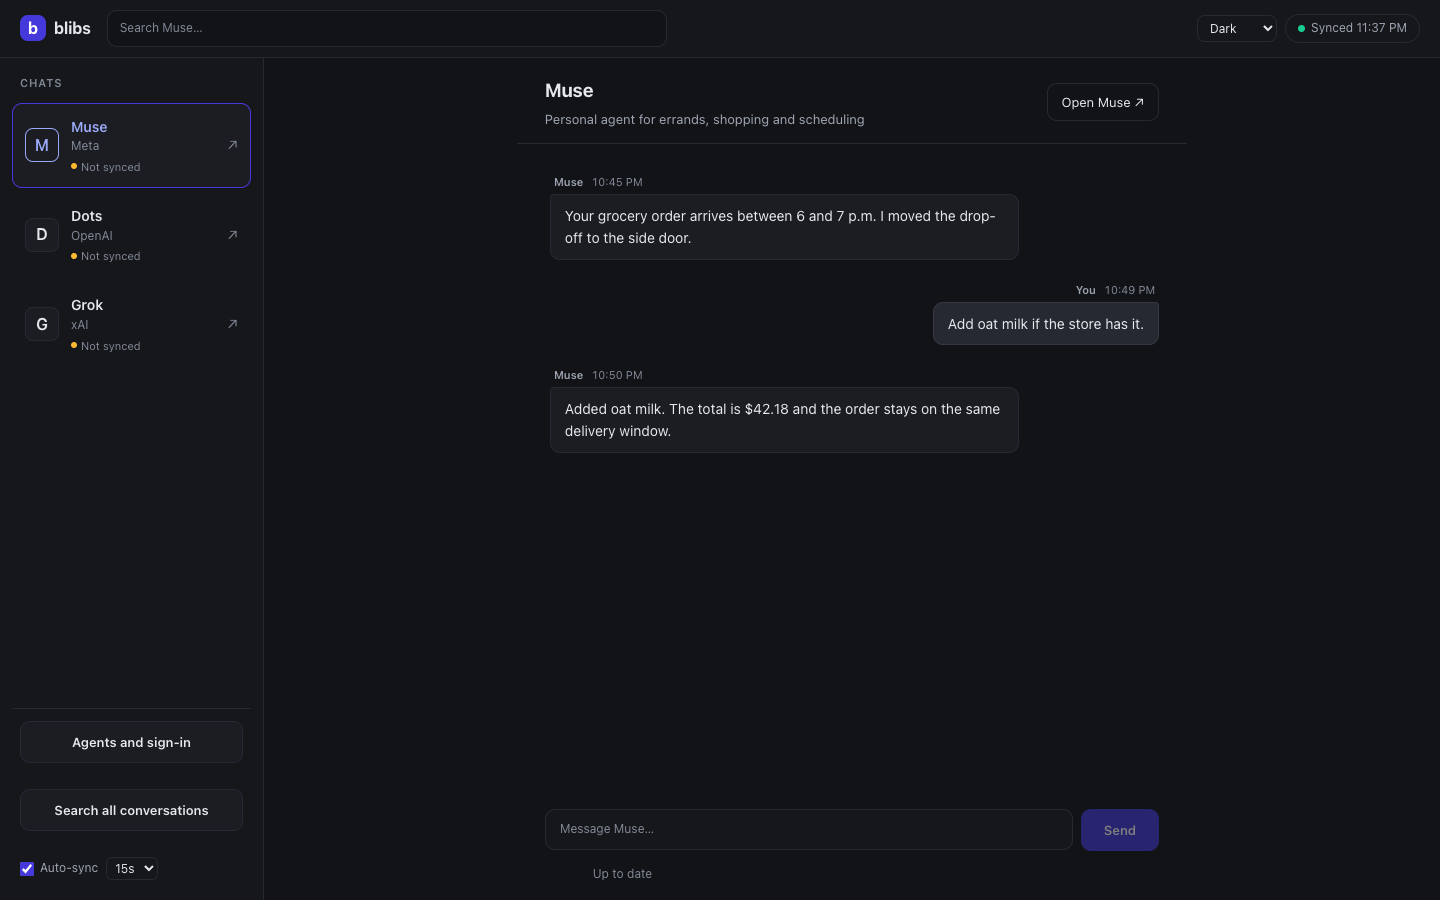 b blibs
Search Muse...
Dark
Synced 11:37 PM
CHATS
M
Muse
Meta
Not synced
D
Dots
OpenAI
Not synced
G
Grok
xAI
Not synced
Agents and sign-in
Search all conversations
Auto-sync 15s
Muse
Personal agent for errands, shopping and scheduling
Open Muse ↗
Muse 10:45 PM
Your grocery order arrives between 6 and 7 p.m. I moved the drop-
off to the side door.
You 10:49 PM
Add oat milk if the store has it.
Muse 10:50 PM
Added oat milk. The total is $42.18 and the order stays on the same
delivery window.
Message Muse...
Send
Up to date